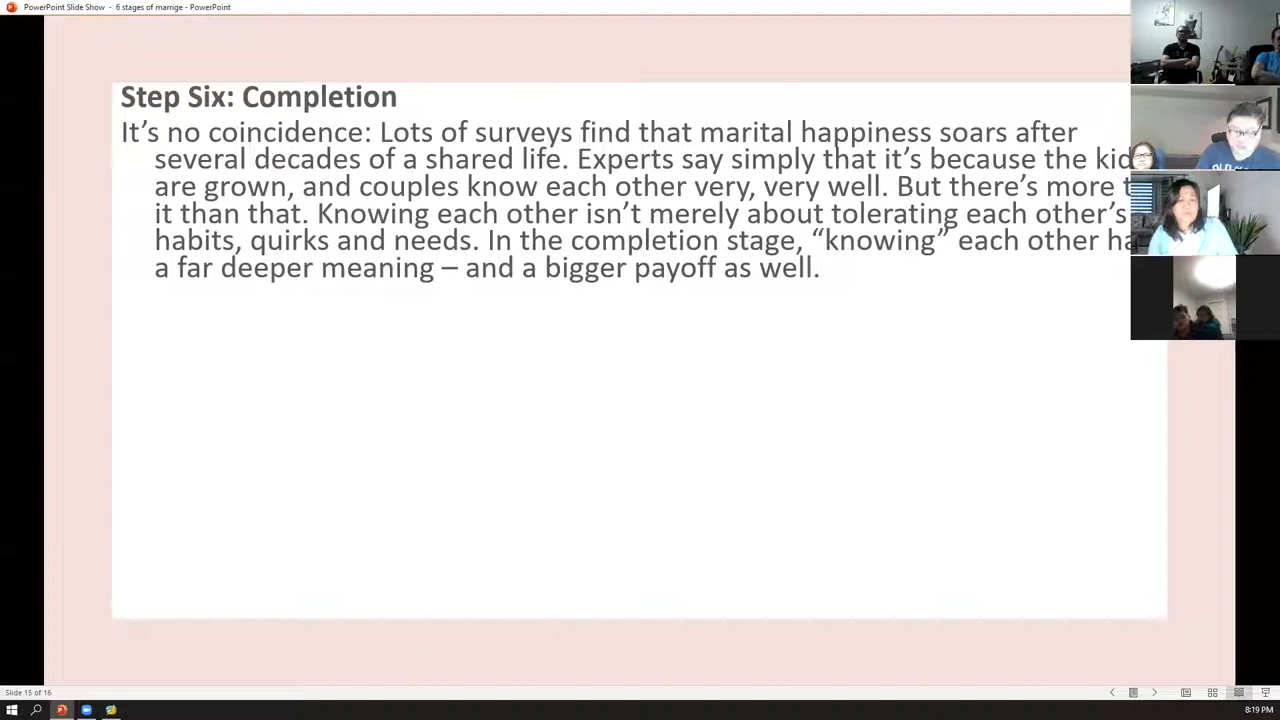 PowerPoint Slide Show - 6 stages of marrige - PowerPoint
Step Six: Completion
It’s no coincidence: Lots of surveys find that marital happiness soars after
several decades of a shared life. Experts say simply that it’s because the
are grown, and couples know each other very, very well. But there’s more
it than that. Knowing each other isn’t merely about tolerating each other’s
habits, quirks and needs. In the completion stage, “knowing” each other
a far deeper meaning – and a bigger payoff as well.
Slide 15 of 16
8:19 PM